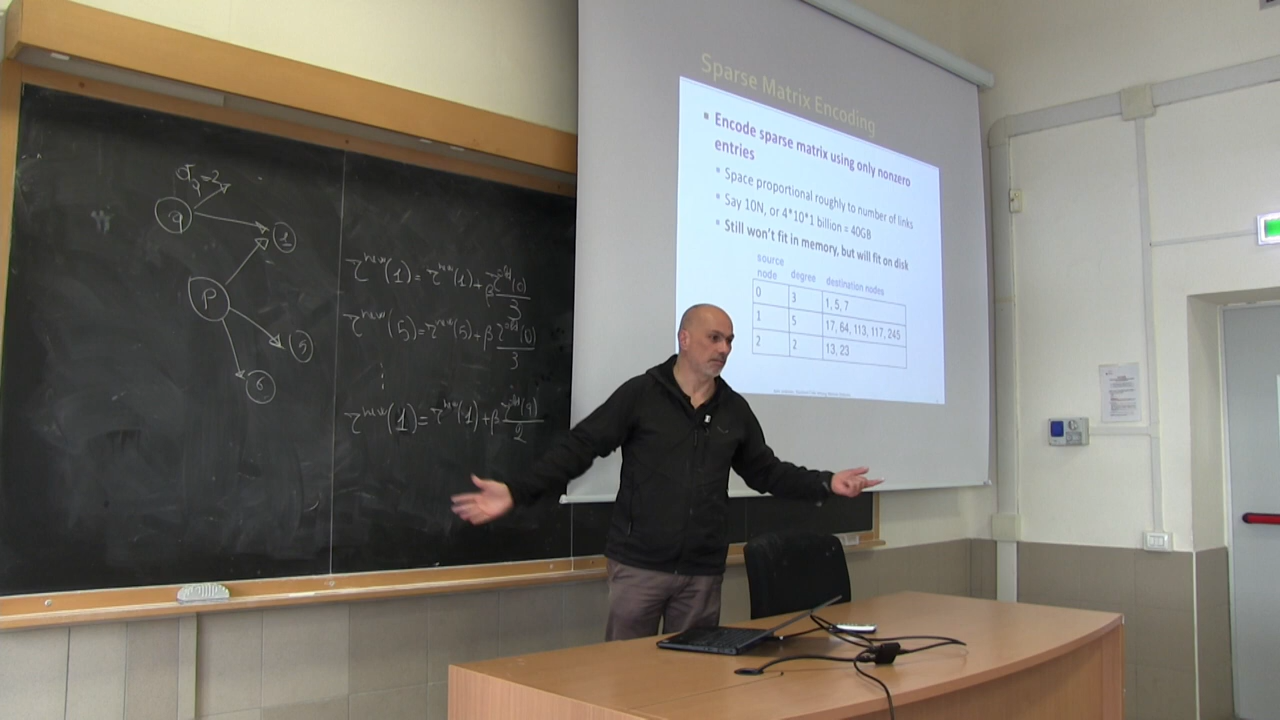 d_q=2
q
1
P
5
6
r^new(1) = r^new(1) + β r^old(0)/3
r^new(5) = r^new(5) + β r^old(0)/3
⋮
r^new(1) = r^new(1) + β r^old(q)/2
Sparse Matrix Encoding
▪ Encode sparse matrix using only nonzero
entries
▪ Space proportional roughly to number of links
▪ Say 10N, or 4*10*1 billion = 40GB
▪ Still won't fit in memory, but will fit on disk
source node degree destination nodes
0 3 1, 5, 7
1 5 17, 64, 113, 117, 245
2 2 13, 23